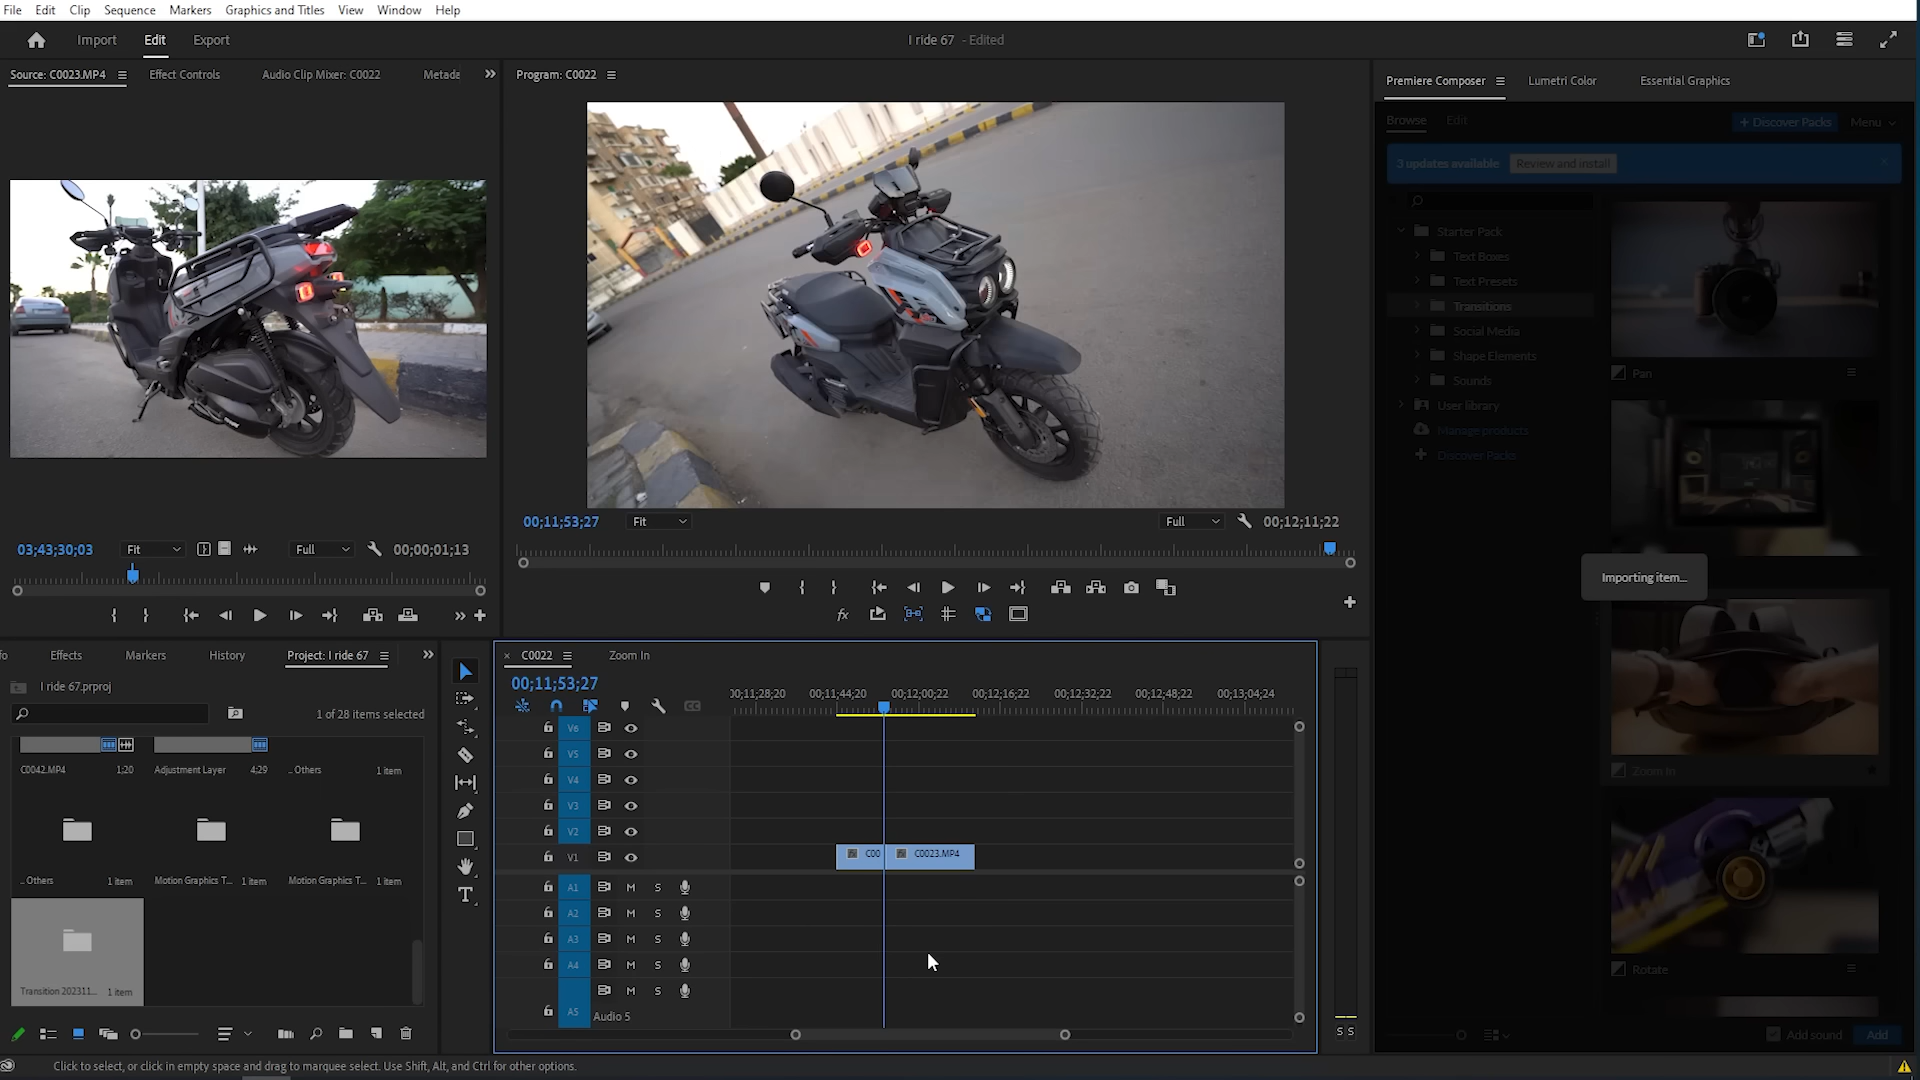 File Edit Clip Sequence Markers Graphics and Titles View Window Help
Import Edit Export
I ride 67 - Edited
Source: C0023.MP4
Effect Controls
Audio Clip Mixer: C0022
Metada
Program: C0022
Premiere Composer
Lumetri Color
Essential Graphics
Browse
Edit
+ Discover Packs
Menu
3 updates available
Review and install
Starter Pack
Text Boxes
Text Presets
Transitions
Social Media
Shape Elements
Sounds
User library
Manage products
Discover Packs
Pan
Importing item...
Zoom In
Rotate
Add sound
Add
00;11;53;27
Fit
Full
00;12;11;22
03;43;30;03
Fit
Full
00;00;01;13
fo
Effects
Markers
History
Project: I ride 67
I ride 67.prproj
1 of 28 items selected
C0042.MP4 1:20
Adjustment Layer 4;29
.. Others 1 item
.. Others 1 item
Motion Graphics T... 1 item
Motion Graphics T... 1 item
Transition 202311... 1 item
C0022
Zoom In
00;11;53;27
00;11;28;20 00;11;44;20 00;12;00;22 00;12;16;22 00;12;32;22 00;12;48;22 00;13;04;24
V6
V5
V4
V3
V2
V1
C00
C0023.MP4
A1 M S
A2 M S
A3 M S
A4 M S
M S
A5 Audio 5
S S
Click to select, or click in empty space and drag to marquee select. Use Shift, Alt, and Ctrl for other options.